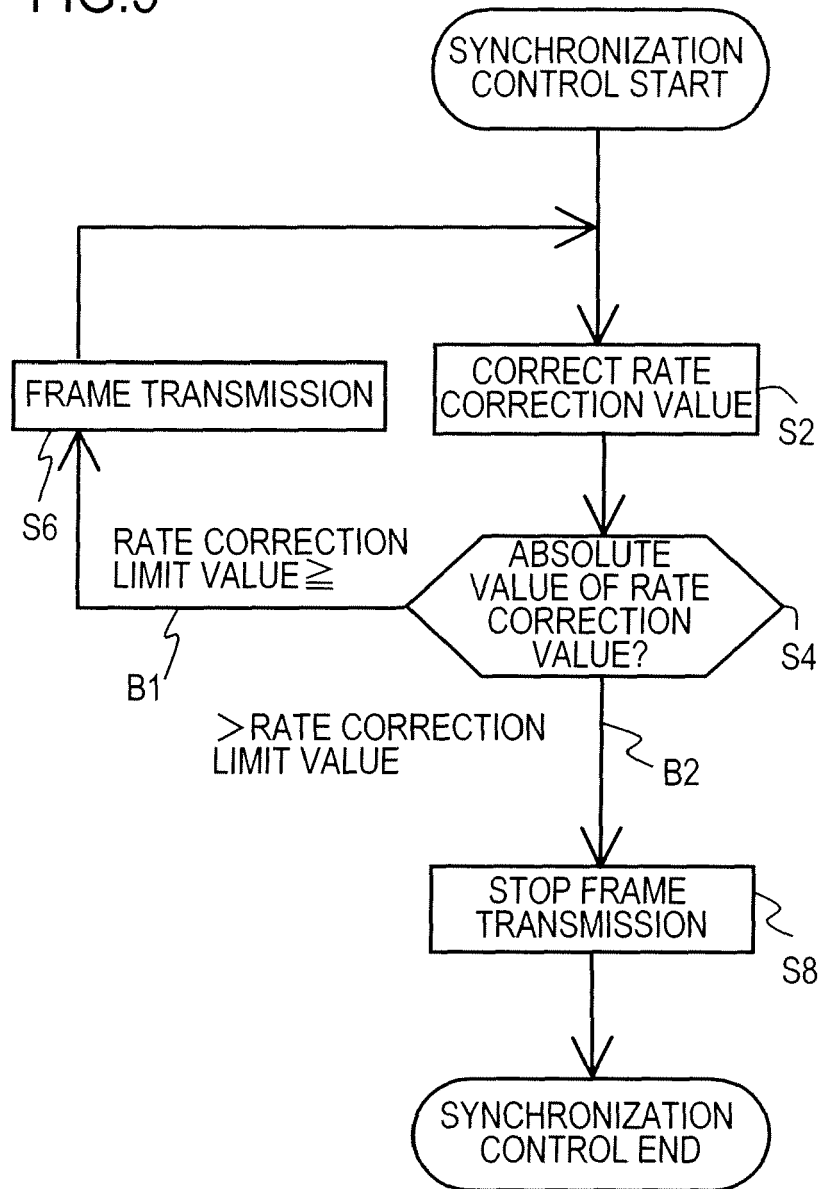 FIG.
SYNCHRONIZATION
CONTROL START
FRAME TRANSMISSION
S6
CORRECT RATE
CORRECTION VALUE
S2
RATE CORRECTION
LIMIT VALUE≧
B1
ABSOLUTE
VALUE OF RATE
CORRECTION
VALUE?
S4
>RATE CORRECTION
LIMIT VALUE
B2
STOP FRAME
TRANSMISSION
S8
SYNCHRONIZATION
CONTROL END